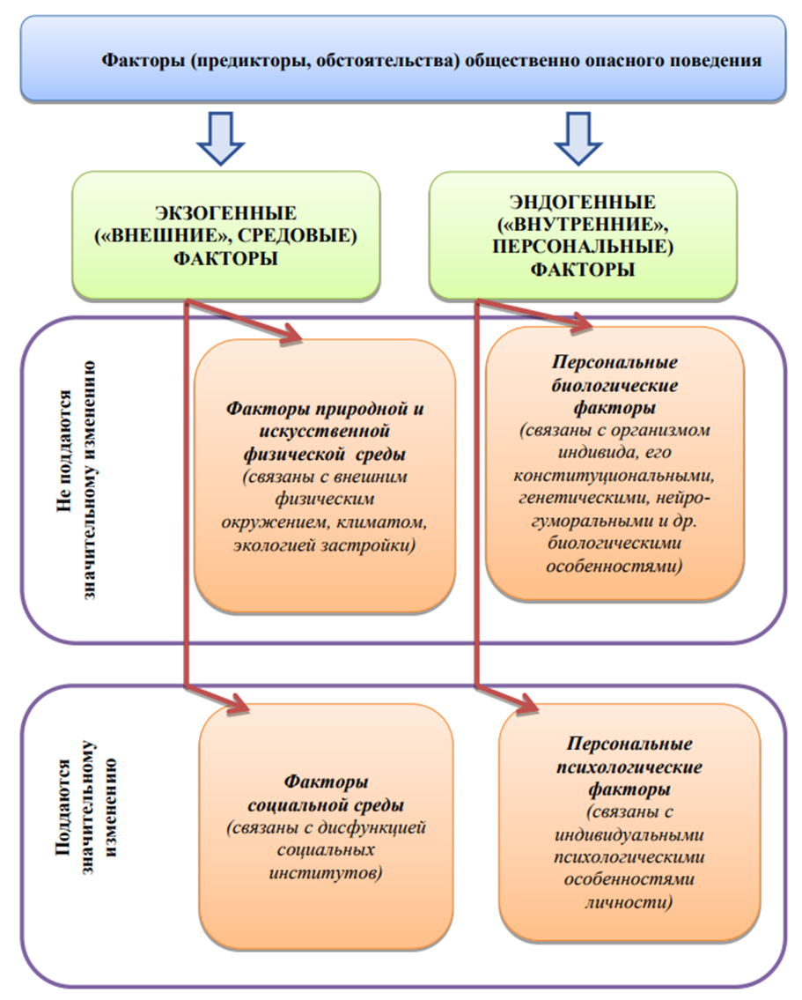 Факторы (предикторы, обстоятельства) общественно опасного поведения
ЭКЗОГЕННЫЕ
(«ВНЕШНИЕ», СРЕДОВЫЕ)
ФАКТОРЫ
ЭНДОГЕННЫЕ
(«ВНУТРЕННИЕ»,
ПЕРСОНАЛЬНЫЕ)
ФАКТОРЫ
Не поддаются
значительному изменению
Факторы природной и
искусственной
физической среды
(связаны с внешним
физическим
окружением, климатом,
экологией застройки)
Персональные
биологические
факторы
(связаны с организмом
индивида, его
конституциональными,
генетическими, нейро-
гуморальными и др.
биологическими
особенностями)
Поддаются
значительному
изменению
Факторы
социальной среды
(связаны с дисфункцией
социальных
институтов)
Персональные
психологические
факторы
(связаны с
индивидуальными
психологическими
особенностями
личности)